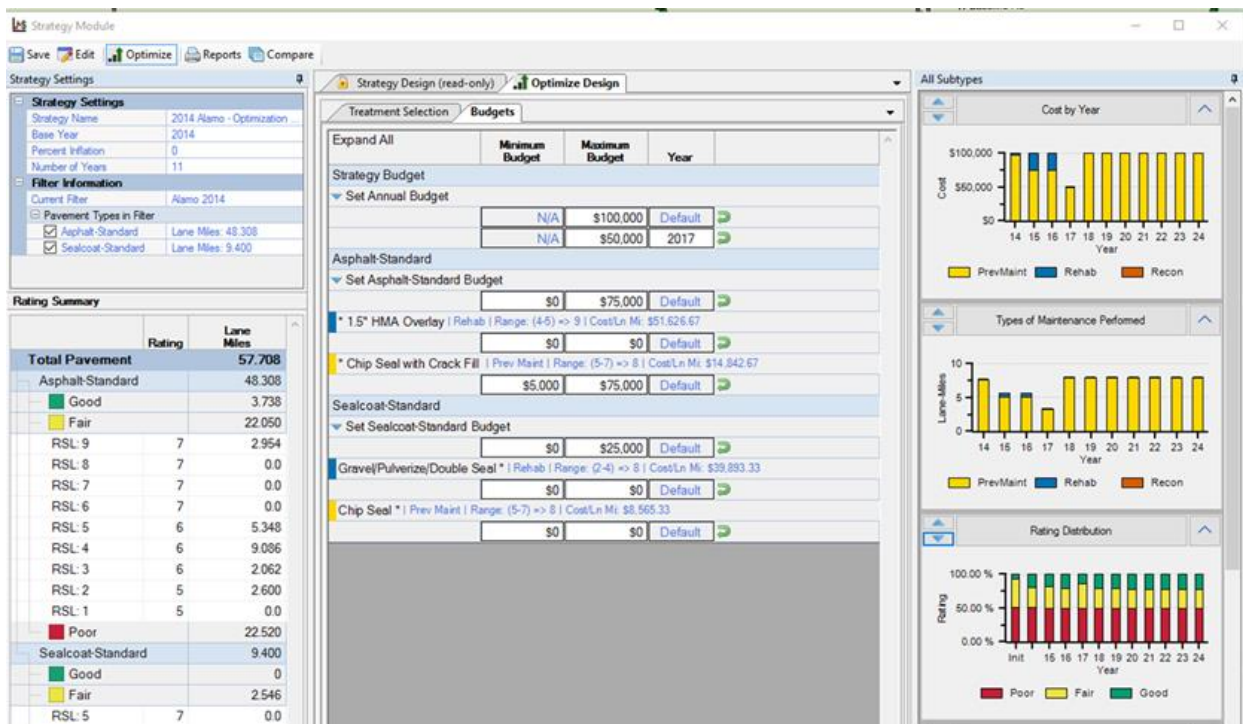 Strategy Module
Save Edit Optimize Reports Compare
Strategy Settings
Strategy Settings
Strategy Name 2014 Alamo - Optimization ...
Base Year 2014
Percent Inflation 0
Number of Years 11
Filter Information
Current Filter Alamo 2014
Pavement Types in Filter
Asphalt-Standard Lane Miles: 48.308
Sealcoat-Standard Lane Miles: 9.400
Rating Summary
Rating Lane Miles
Total Pavement 57.708
Asphalt-Standard 48.308
Good 3.738
Fair 22.050
RSL: 9 7 2.954
RSL: 8 7 0.0
RSL: 7 7 0.0
RSL: 6 7 0.0
RSL: 5 6 5.348
RSL: 4 6 9.086
RSL: 3 6 2.062
RSL: 2 5 2.600
RSL: 1 5 0.0
Poor 22.520
Sealcoat-Standard 9.400
Good 0
Fair 2.546
RSL: 5 7 0.0
Strategy Design (read-only) Optimize Design
Treatment Selection Budgets
Expand All Minimum Budget Maximum Budget Year
Strategy Budget
Set Annual Budget
N/A $100,000 Default
N/A $50,000 2017
Asphalt-Standard
Set Asphalt-Standard Budget
$0 $75,000 Default
* 1.5" HMA Overlay | Rehab | Range: (4-5) => 9 | Cost/Ln Mi: $51,626.67
$0 $0 Default
* Chip Seal with Crack Fill | Prev Maint | Range: (5-7) => 8 | Cost/Ln Mi: $14,842.67
$5,000 $75,000 Default
Sealcoat-Standard
Set Sealcoat-Standard Budget
$0 $25,000 Default
Gravel/Pulverize/Double Seal * | Rehab | Range: (2-4) => 8 | Cost/Ln Mi: $39,893.33
$0 $0 Default
Chip Seal * | Prev Maint | Range: (5-7) => 8 | Cost/Ln Mi: $8,565.33
$0 $0 Default
All Subtypes
Cost by Year
$100,000
$50,000
$0
Cost
14 15 16 17 18 19 20 21 22 23 24
Year
PrevMaint Rehab Recon
Types of Maintenance Performed
10
5
0
Lane-Miles
14 15 16 17 18 19 20 21 22 23 24
Year
PrevMaint Rehab Recon
Rating Distribution
100.00 %
50.00 %
0.00 %
Rating
Init 15 16 17 18 19 20 21 22 23 24
Year
Poor Fair Good